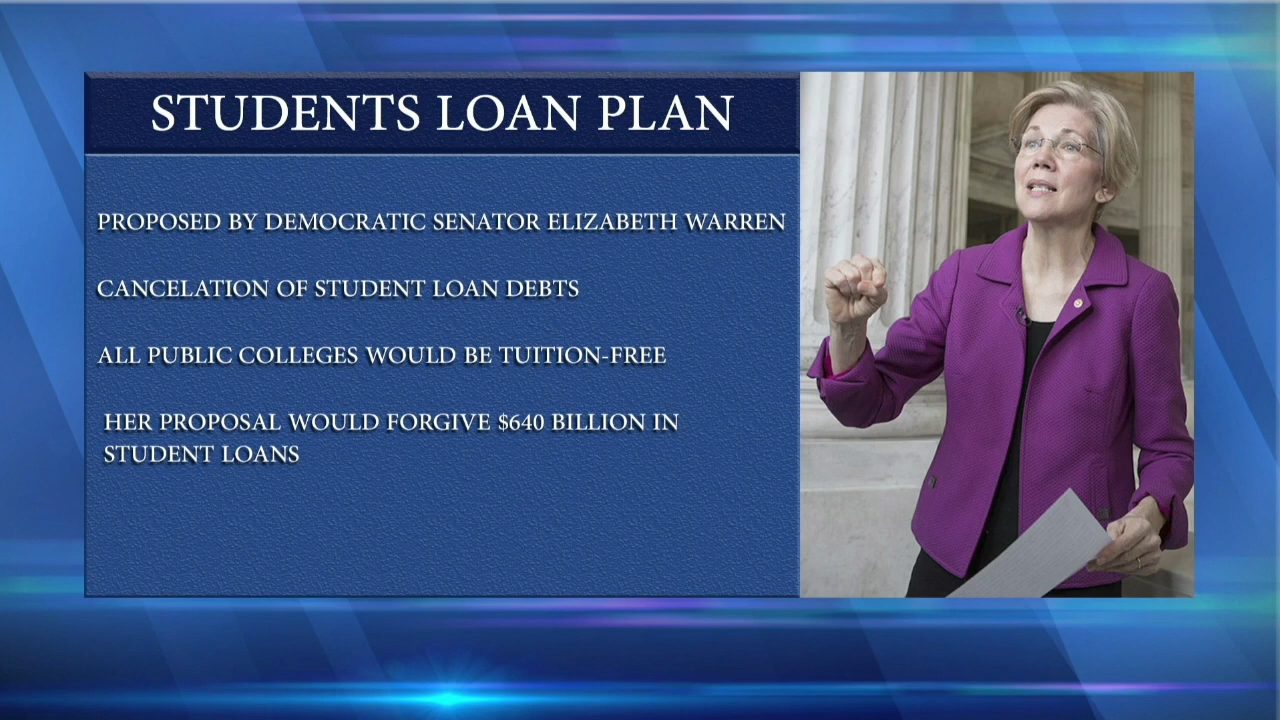 STUDENTS LOAN PLAN
PROPOSED BY DEMOCRATIC SENATOR ELIZABETH WARREN
CANCELATION OF STUDENT LOAN DEBTS
ALL PUBLIC COLLEGES WOULD BE TUITION-FREE
HER PROPOSAL WOULD FORGIVE $640 BILLION IN
STUDENT LOANS